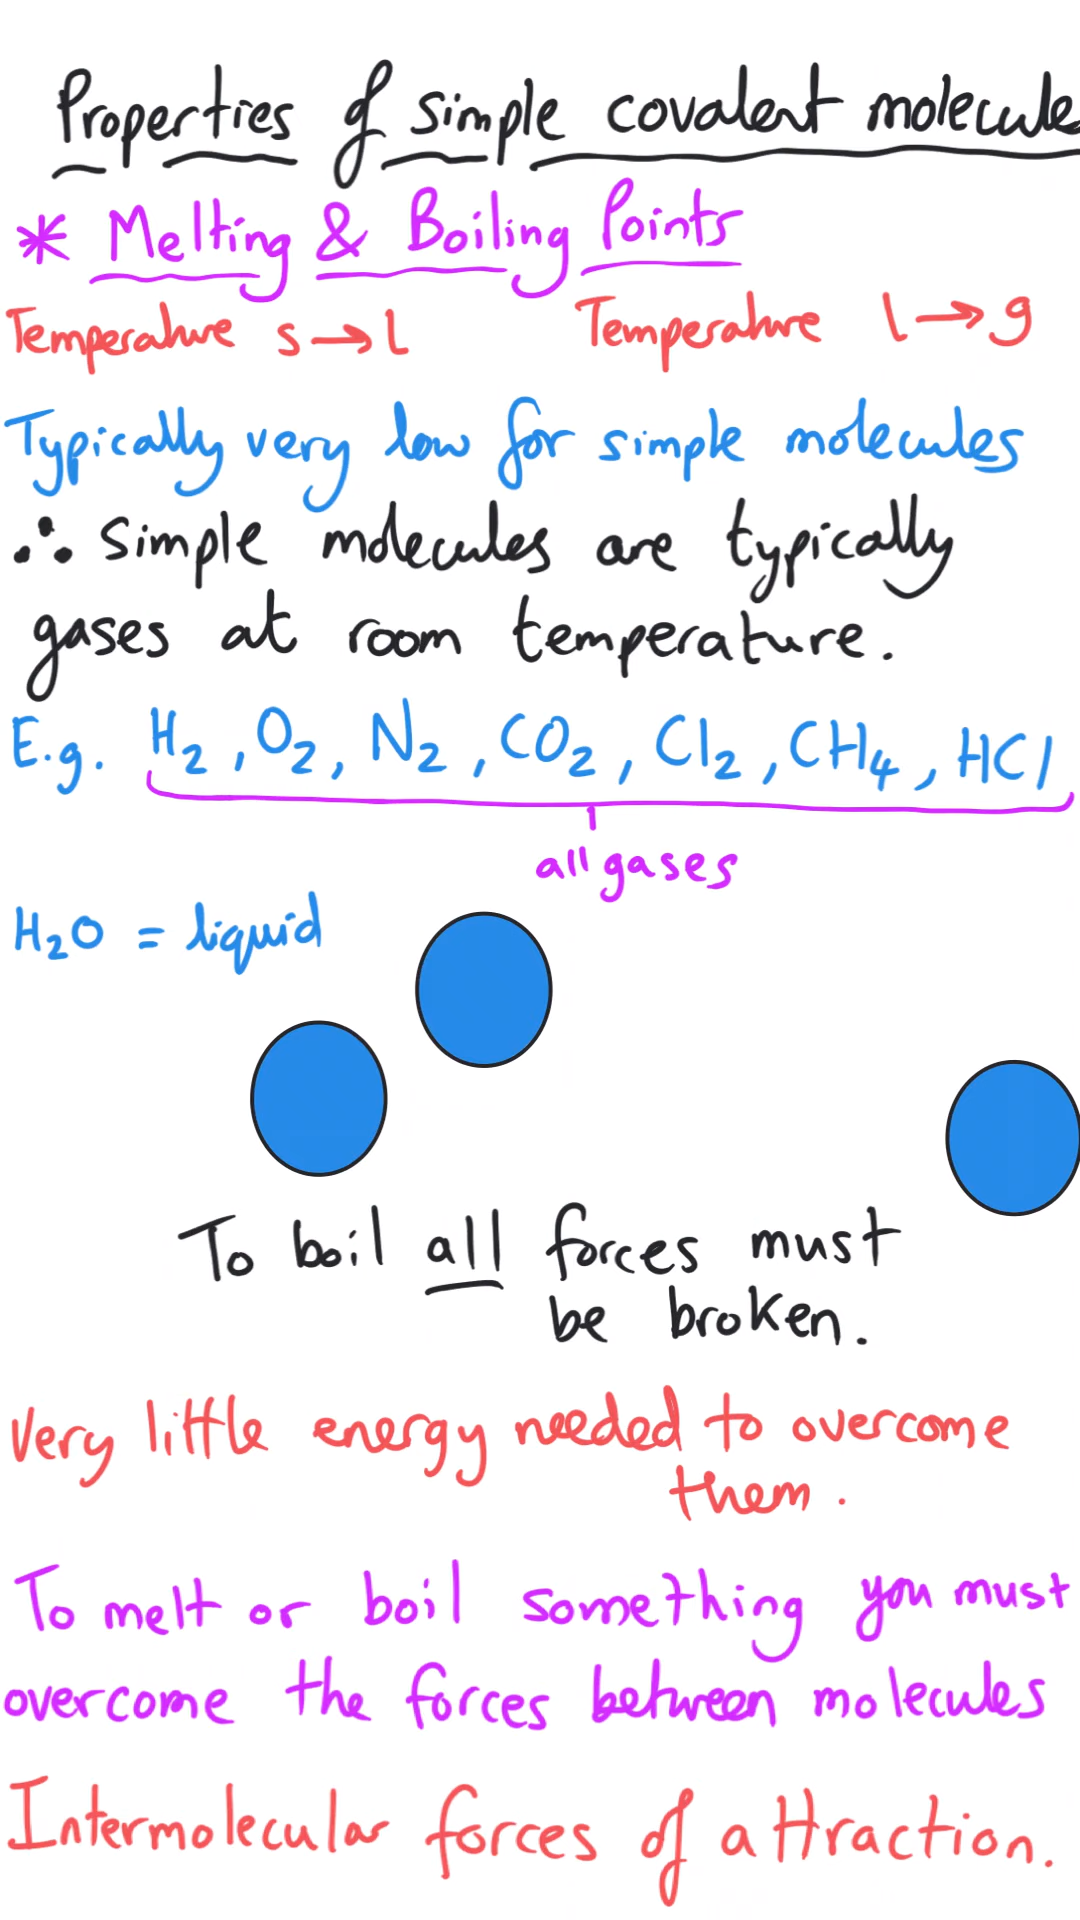 Properties of simple covalent molecule
* Melting & Boiling Points
Temperature s→l Temperature l→g
Typically very low for simple molecules
∴ simple molecules are typically
gases at room temperature.
E.g. H₂, O₂, N₂, CO₂, Cl₂, CH₄, HCl
all gases
H₂O = liquid
To boil all forces must
be broken.
Very little energy needed to overcome
them.
To melt or boil something you must
overcome the forces between molecules
Intermolecular forces of attraction.